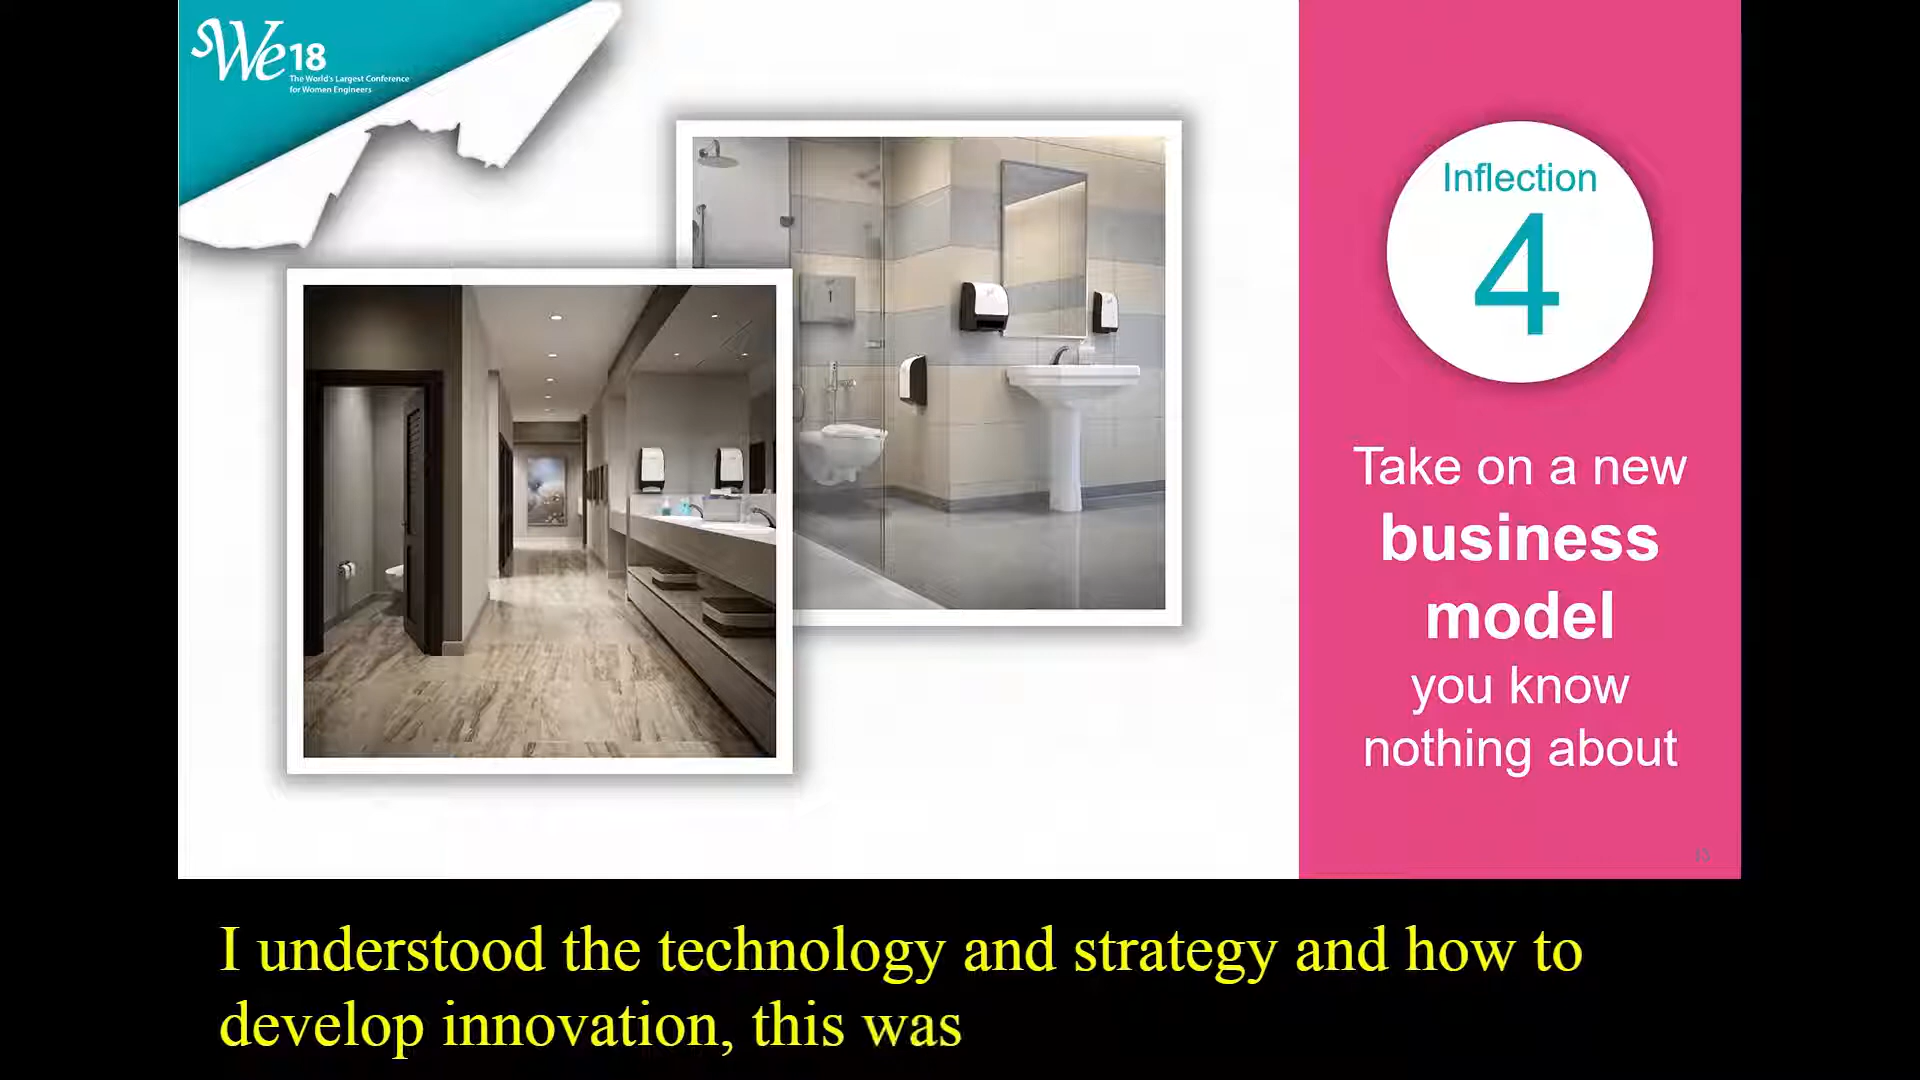 sWe18
The World's Largest Conference
for Women Engineers
Inflection
4
Take on a new
business
model
you know
nothing about
I understood the technology and strategy and how to
develop innovation, this was